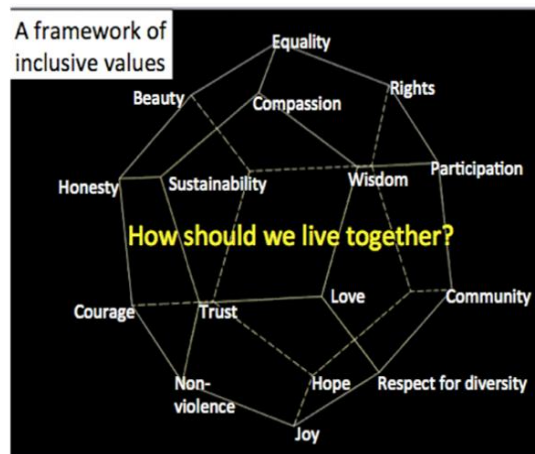 A framework of
inclusive values
Equality
Rights
Beauty
Compassion
Participation
Honesty
Sustainability
Wisdom
How should we live together?
Courage
Trust
Love
Community
Non-
violence
Hope
Respect for diversity
Joy